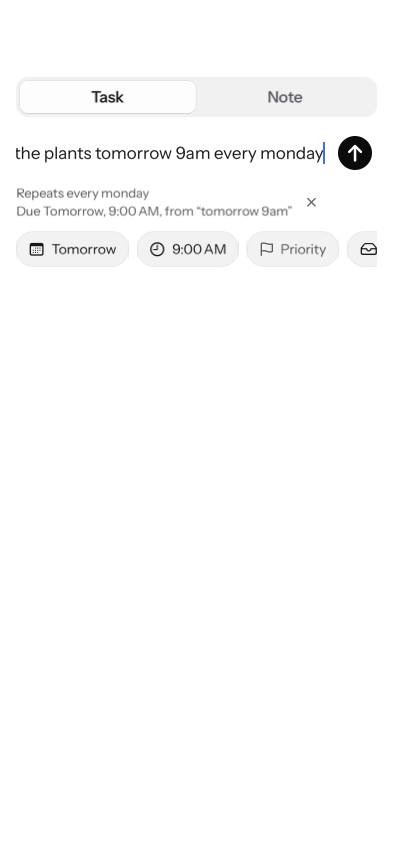 Task
Note
the plants tomorrow 9am every monday
Repeats every monday
Due Tomorrow, 9:00 AM, from “tomorrow 9am”
Tomorrow
9:00 AM
Priority